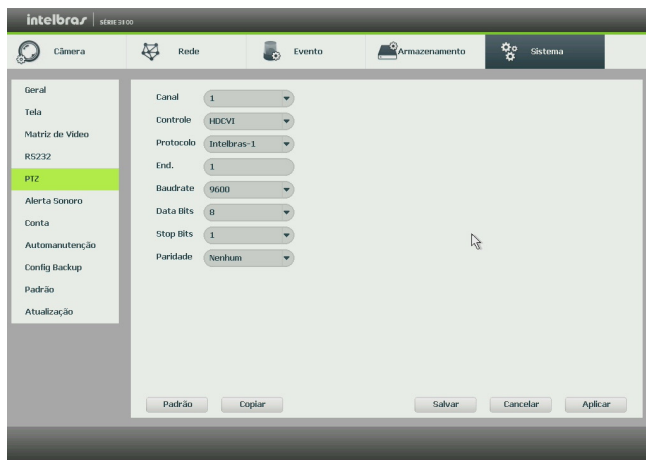 intelbras SÉRIE 3100
Câmera Rede Evento Armazenamento Sistema
Geral
Tela
Matriz de Vídeo
RS232
PTZ
Alerta Sonoro
Conta
Automanutenção
Config Backup
Padrão
Atualização
Canal 1
Controle HDCVI
Protocolo Intelbras-1
End. 1
Baudrate 9600
Data Bits 8
Stop Bits 1
Paridade Nenhum
Padrão Copiar Salvar Cancelar Aplicar